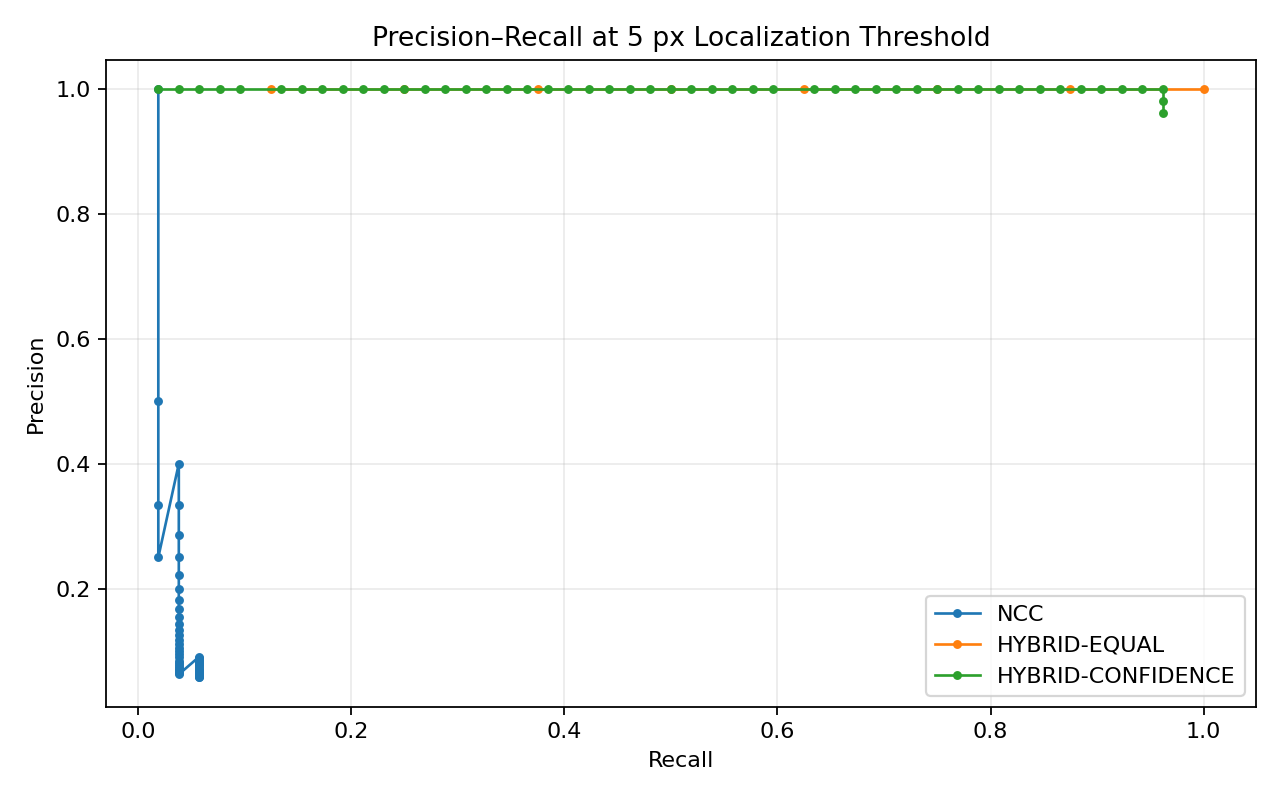 Precision–Recall at 5 px Localization Threshold
Precision
1.0
0.8
0.6
0.4
0.2
0.0 0.2 0.4 0.6 0.8 1.0
Recall
NCC
HYBRID-EQUAL
HYBRID-CONFIDENCE